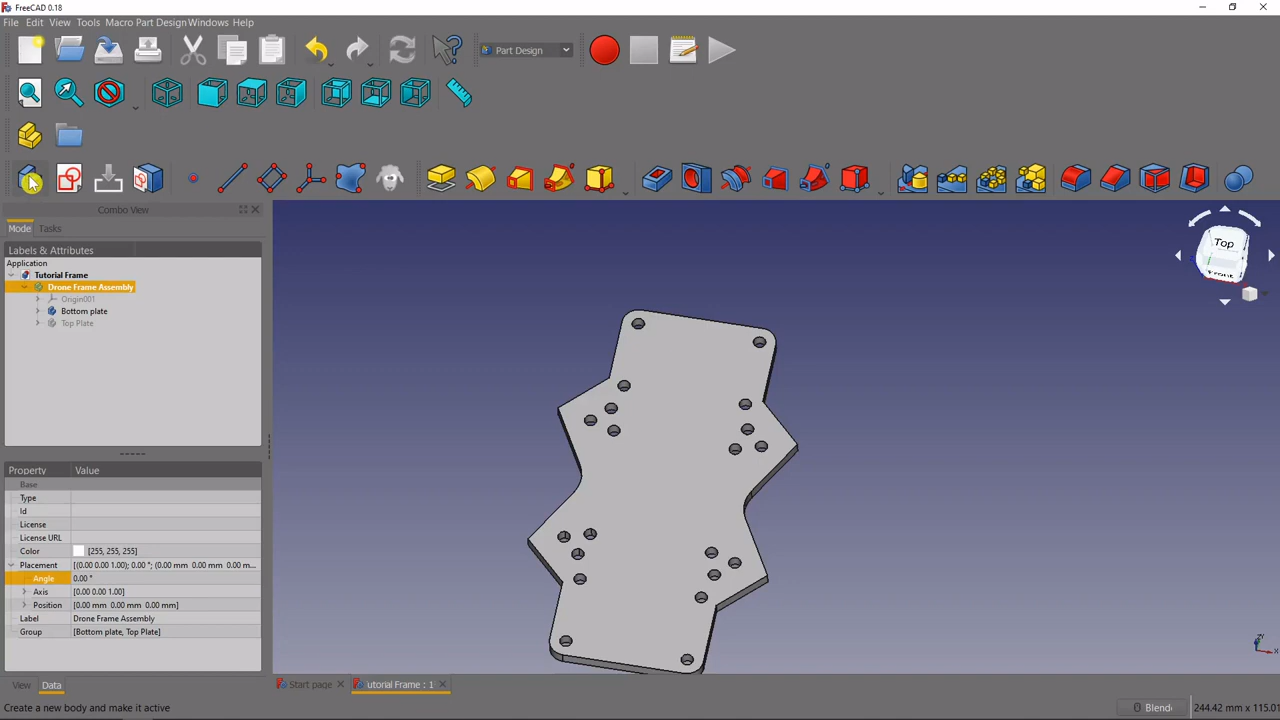 FreeCAD 0.18
File Edit View Tools Macro Part Design Windows Help
Part Design
Combo View
Mode Tasks
Labels & Attributes
Application
Tutorial Frame
Drone Frame Assembly
Origin001
Bottom plate
Top Plate
Top
Front
Property Value
Base
Type
Id
License
License URL
Color [255, 255, 255]
Placement [(0.00 0.00 1.00); 0.00 °; (0.00 mm 0.00 mm 0.00 m...
Angle 0.00 °
Axis [0.00 0.00 1.00]
Position [0.00 mm 0.00 mm 0.00 mm]
Label Drone Frame Assembly
Group [Bottom plate, Top Plate]
View Data
Start page utorial Frame : 1
Create a new body and make it active
Blende
244.42 mm x 115.01